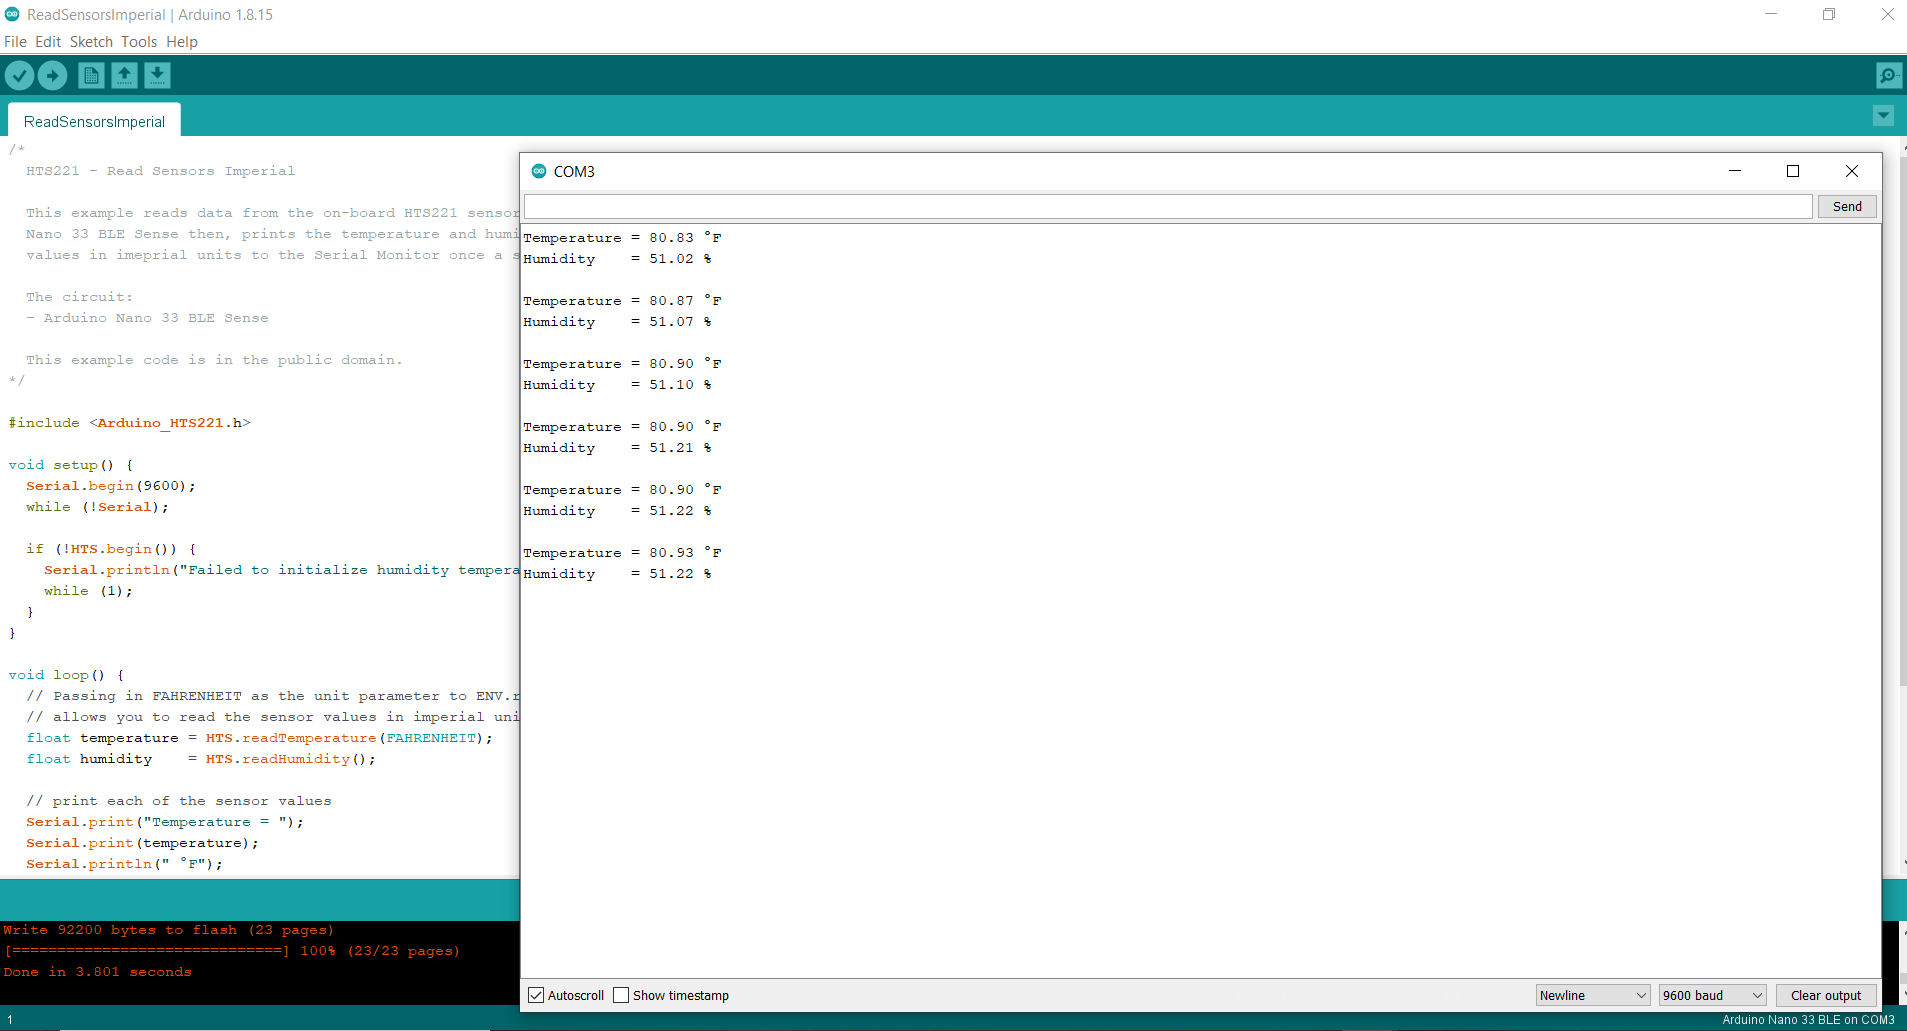 ReadSensorsImperial | Arduino 1.8.15
File Edit Sketch Tools Help
ReadSensorsImperial
/*
HTS221 - Read Sensors Imperial
This example reads data from the on-board HTS221 sensor
Nano 33 BLE Sense then, prints the temperature and humi
values in imeprial units to the Serial Monitor once a s
The circuit:
- Arduino Nano 33 BLE Sense
This example code is in the public domain.
*/
#include <Arduino_HTS221.h>
void setup() {
Serial.begin(9600);
while (!Serial);
if (!HTS.begin()) {
Serial.println("Failed to initialize humidity tempera
while (1);
}
}
void loop() {
// Passing in FAHRENHEIT as the unit parameter to ENV.r
// allows you to read the sensor values in imperial uni
float temperature = HTS.readTemperature(FAHRENHEIT);
float humidity    = HTS.readHumidity();
// print each of the sensor values
Serial.print("Temperature = ");
Serial.print(temperature);
Serial.println(" °F");
Write 92200 bytes to flash (23 pages)
[==============================] 100% (23/23 pages)
Done in 3.801 seconds
1
Arduino Nano 33 BLE on COM3
COM3
Send
Temperature = 80.83 °F
Humidity    = 51.02 %
Temperature = 80.87 °F
Humidity    = 51.07 %
Temperature = 80.90 °F
Humidity    = 51.10 %
Temperature = 80.90 °F
Humidity    = 51.21 %
Temperature = 80.90 °F
Humidity    = 51.22 %
Temperature = 80.93 °F
Humidity    = 51.22 %
Autoscroll Show timestamp Newline 9600 baud Clear output